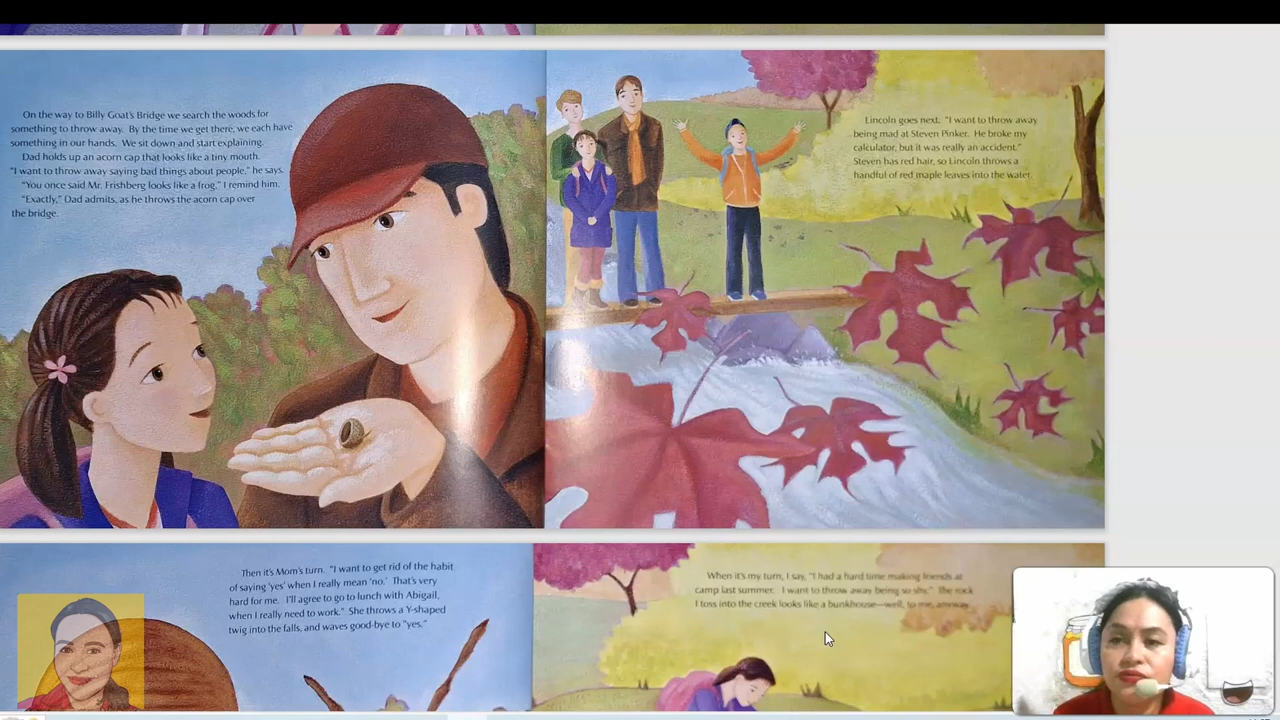 On the way to Billy Goat's Bridge we search the woods for
something to throw away. By the time we get there, we each have
something in our hands. We sit down and start explaining.
Dad holds up an acorn cap that looks like a tiny mouth.
"I want to throw away saying bad things about people," he says.
"You once said Mr. Frishberg looks like a frog," I remind him.
"Exactly," Dad admits, as he throws the acorn cap over
the bridge.
Lincoln goes next. "I want to throw away
being mad at Steven Pinker. He broke my
calculator, but it was really an accident."
Steven has red hair, so Lincoln throws a
handful of red maple leaves into the water.
Then it's Mom's turn. "I want to get rid of the habit
of saying 'yes' when I really mean 'no.' That's very
hard for me. I'll agree to go to lunch with Abigail,
when I really need to work." She throws a Y-shaped
twig into the falls, and waves good-bye to "yes."
When it's my turn, I say, "I had a hard time making friends at
camp last summer. I want to throw away being so shy." The rock
I toss into the creek looks like a bunkhouse—well, to me, anyway.